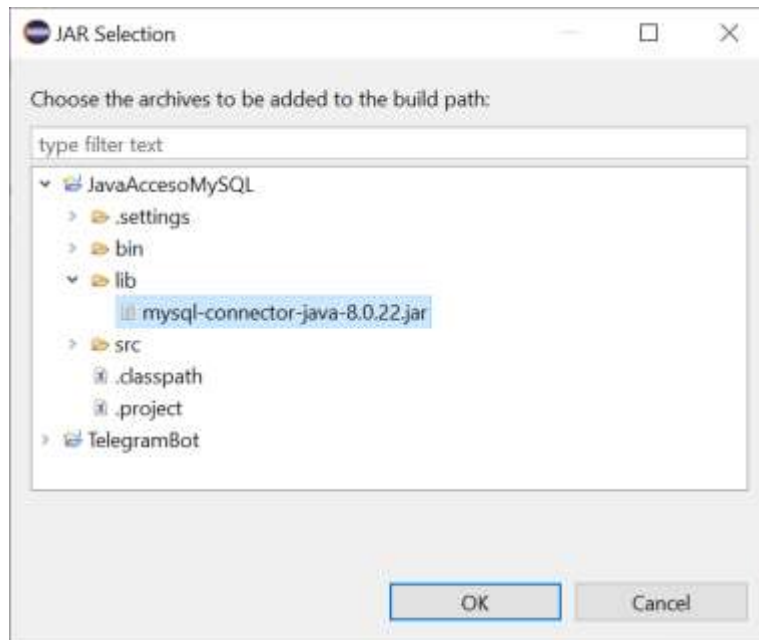 JAR Selection
Choose the archives to be added to the build path:
type filter text
JavaAccesoMySQL
.settings
bin
lib
mysql-connector-java-8.0.22.jar
src
.classpath
.project
TelegramBot
OK Cancel